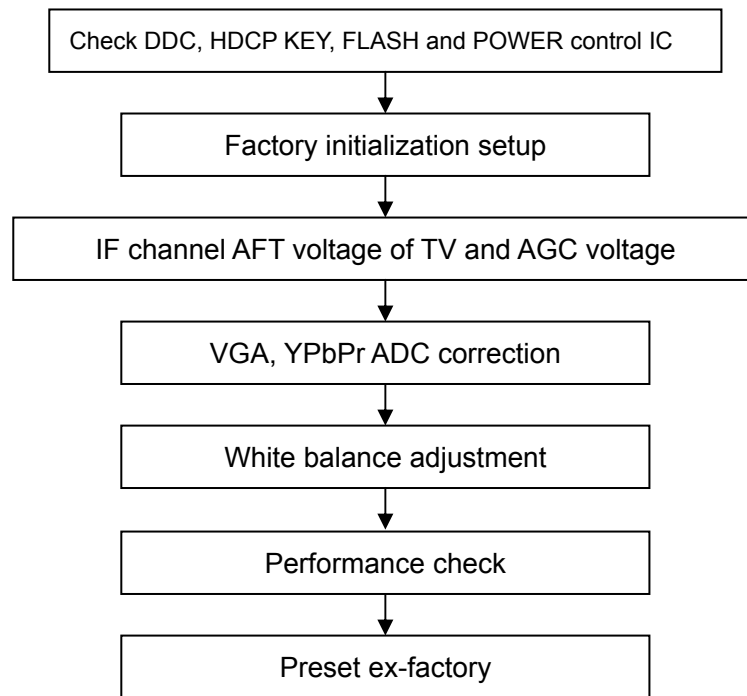 Check DDC, HDCP KEY, FLASH and POWER control IC
Factory initialization setup
IF channel AFT voltage of TV and AGC voltage
VGA, YPbPr ADC correction
White balance adjustment
Performance check
Preset ex-factory